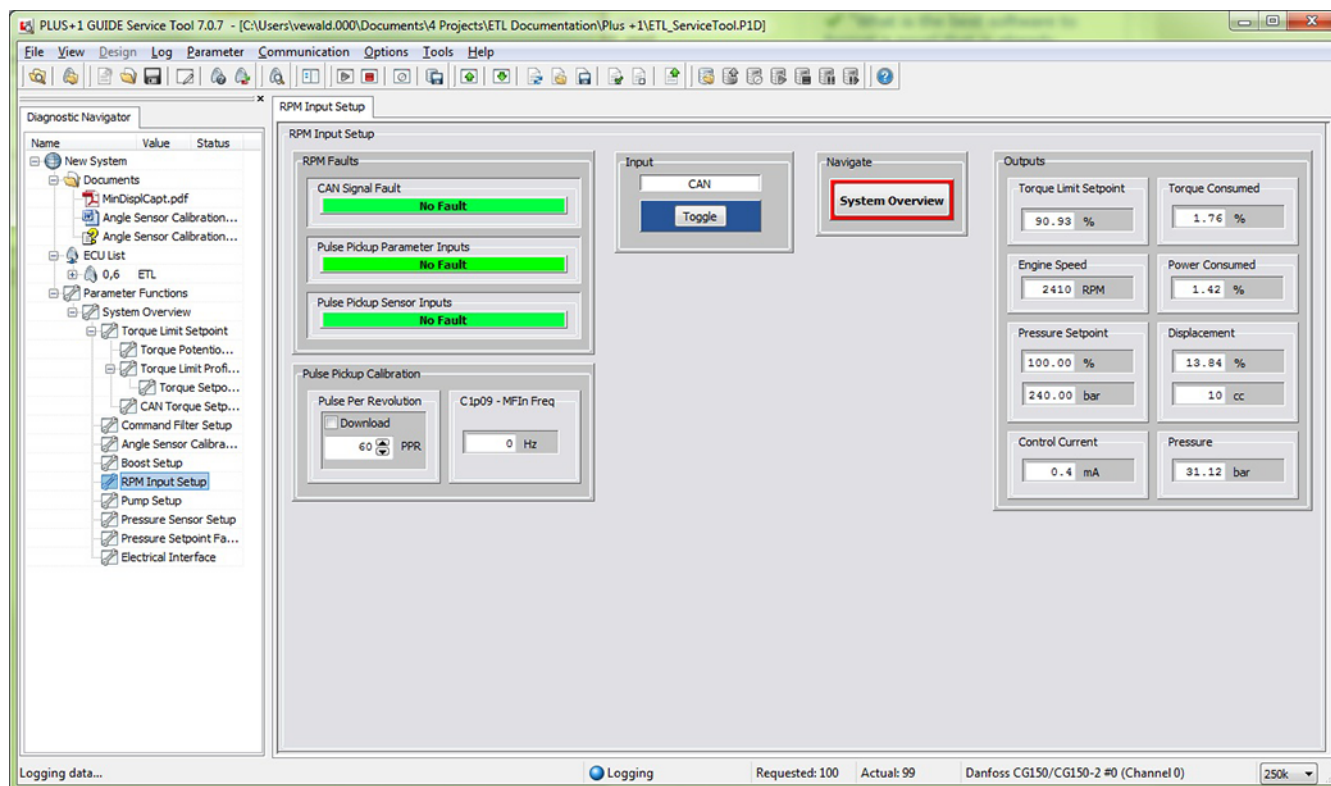 PLUS+1 GUIDE Service Tool 7.0.7 - [C:\Users\vewald.000\Documents\4 Projects\ETL Documentation\Plus +1\ETL_ServiceTool.P1D]
File View Design Log Parameter Communication Options Tools Help
Diagnostic Navigator
Name Value Status
New System
Documents
MinDisplCapt.pdf
Angle Sensor Calibration...
Angle Sensor Calibration...
ECU List
0,6 ETL
Parameter Functions
System Overview
Torque Limit Setpoint
Torque Potentio...
Torque Limit Profi...
Torque Setpo...
CAN Torque Setp...
Command Filter Setup
Angle Sensor Calibra...
Boost Setup
RPM Input Setup
Pump Setup
Pressure Sensor Setup
Pressure Setpoint Fa...
Electrical Interface
RPM Input Setup
RPM Input Setup
RPM Faults
CAN Signal Fault
No Fault
Pulse Pickup Parameter Inputs
No Fault
Pulse Pickup Sensor Inputs
No Fault
Pulse Pickup Calibration
Pulse Per Revolution
Download
60 PPR
C1p09 - MFIn Freq
0 Hz
Input
CAN
Toggle
Navigate
System Overview
Outputs
Torque Limit Setpoint
90.93 %
Torque Consumed
1.76 %
Engine Speed
2410 RPM
Power Consumed
1.42 %
Pressure Setpoint
100.00 %
240.00 bar
Displacement
13.84 %
10 cc
Control Current
0.4 mA
Pressure
31.12 bar
Logging data...
Logging
Requested: 100
Actual: 99
Danfoss CG150/CG150-2 #0 (Channel 0)
250k